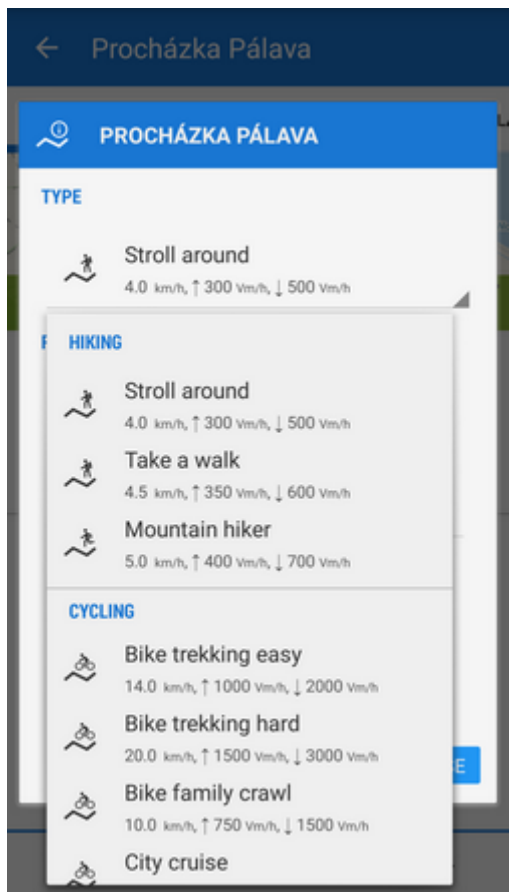 Procházka Pálava
PROCHÁZKA PÁLAVA
TYPE
Stroll around
4.0 km/h, ↑ 300 Vm/h, ↓ 500 Vm/h
HIKING
Stroll around
4.0 km/h, ↑ 300 Vm/h, ↓ 500 Vm/h
Take a walk
4.5 km/h, ↑ 350 Vm/h, ↓ 600 Vm/h
Mountain hiker
5.0 km/h, ↑ 400 Vm/h, ↓ 700 Vm/h
CYCLING
Bike trekking easy
14.0 km/h, ↑ 1000 Vm/h, ↓ 2000 Vm/h
Bike trekking hard
20.0 km/h, ↑ 1500 Vm/h, ↓ 3000 Vm/h
Bike family crawl
10.0 km/h, ↑ 750 Vm/h, ↓ 1500 Vm/h
City cruise